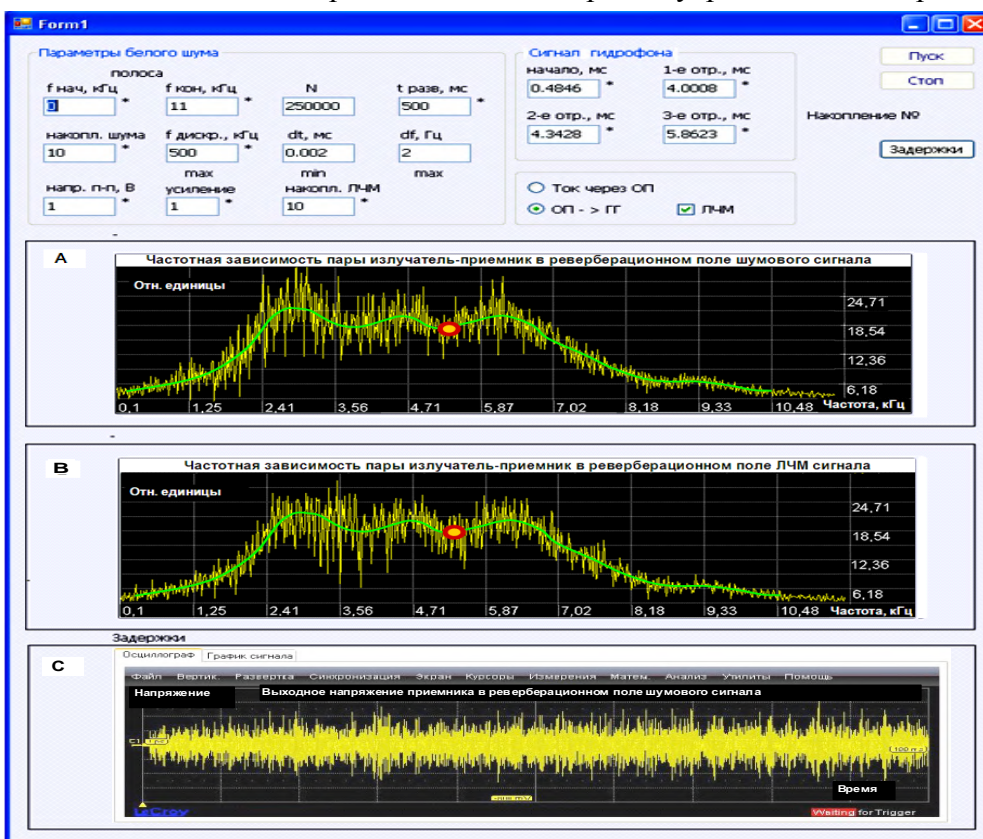 Form1
Параметры белого шума
полоса
f нач, кГц f кон, кГц N t разв, мс
0 * 11 * 250000 500 *
накопл. шума f дискр., кГц dt, мс df, Гц
10 * 500 * 0.002 2
max min max
напр. п-п, В усиление накопл. ЛЧМ
1 * 1 * 10 *
Сигнал гидрофона
начало, мс 1-е отр., мс
0.4846 * 4.0008 *
2-е отр., мс 3-е отр., мс
4.3428 * 5.8623 *
Ток через ОП
ОП - > ГГ ЛЧМ
Пуск
Стоп
Накопление №
Задержки
A
Частотная зависимость пары излучатель-приемник в реверберационном поле шумового сигнала
Отн. единицы
24,71
18,54
12,36
6,18
0,1 1,25 2,41 3,56 4,71 5,87 7,02 8,18 9,33 10,48 Частота, кГц
B
Частотная зависимость пары излучатель-приемник в реверберационном поле ЛЧМ сигнала
Отн. единицы
24,71
18,54
12,36
6,18
0,1 1,25 2,41 3,56 4,71 5,87 7,02 8,18 9,33 10,48 Частота, кГц
Задержки
C
Осциллограф График сигнала
Файл Вертик. Развертка Синхронизация Экран Курсоры Измерения Матем. Анализ Утилиты Помощь
Напряжение Выходное напряжение приемника в реверберационном поле шумового сигнала
C1
Время
LeCroy Waiting for Trigger